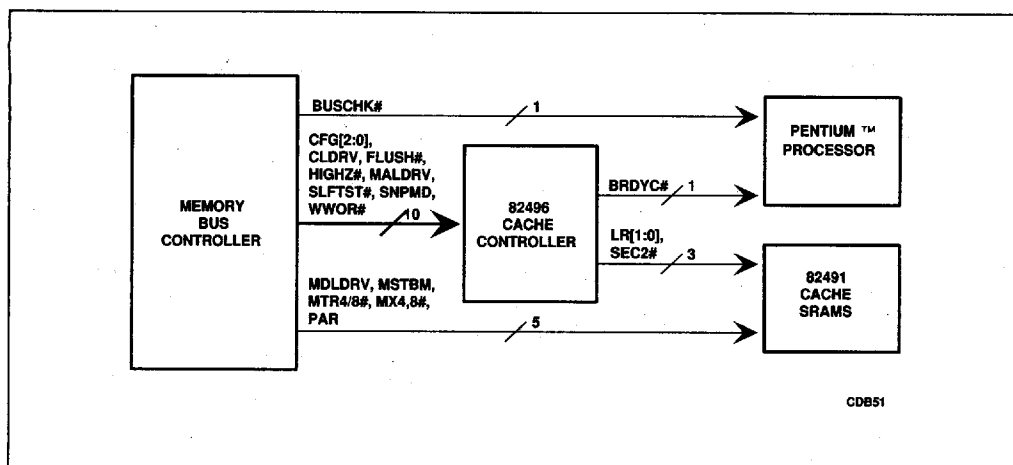 MEMORY
BUS
CONTROLLER
BUSCHK#
1
CFG[2:0],
CLDRV, FLUSH#,
HIGHZ#, MALDRV,
SLFTST#, SNPMD,
WWOR#
10
MDLDRV, MSTBM,
MTR4/8#, MX4,8#,
PAR
5
82496
CACHE
CONTROLLER
BRDYC#
1
LR[1:0],
SEC2#
3
PENTIUM ™
PROCESSOR
82491
CACHE
SRAMS
CDB51